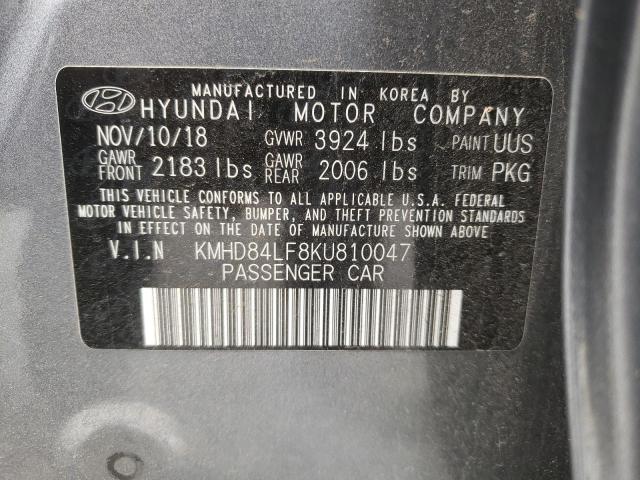 MANUFACTURED IN KOREA BY
HYUNDAI MOTOR COMPANY
NOV/10/18 GVWR 3924 lbs PAINT UUS
GAWR FRONT 2183 lbs GAWR REAR 2006 lbs TRIM PKG
THIS VEHICLE CONFORMS TO ALL APPLICABLE U.S.A. FEDERAL
MOTOR VEHICLE SAFETY, BUMPER, AND THEFT PREVENTION STANDARDS
IN EFFECT ON THE DATE OF MANUFACTURE SHOWN ABOVE
V.I.N KMHD84LF8KU810047
PASSENGER CAR